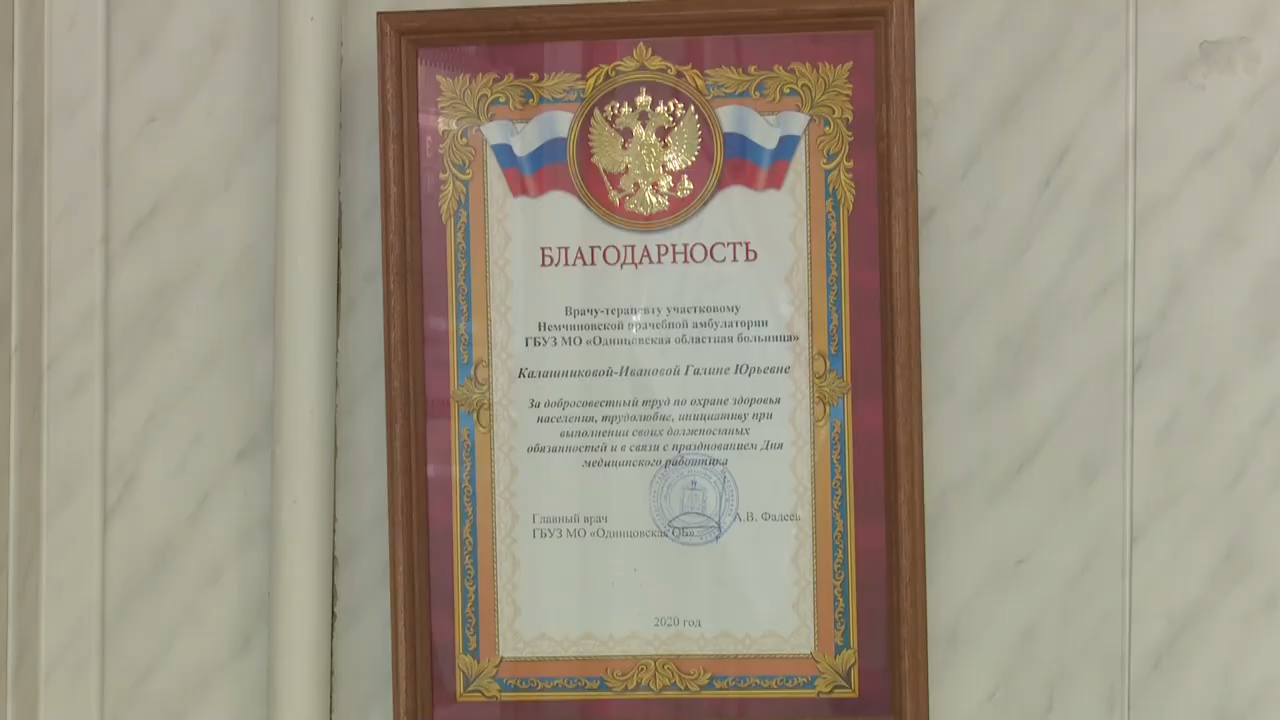 БЛАГОДАРНОСТЬ
Врачу-терапевту участковому
Немчиновской врачебной амбулатории
ГБУЗ МО «Одинцовская областная больница»
Калашниковой-Ивановой Галине Юрьевне
За добросовестный труд по охране здоровья
населения, трудолюбие, инициативу при
выполнении своих должностных
обязанностей и в связи с празднованием Дня
медицинского работника
Главный врач А.В. Фадеев
ГБУЗ МО «Одинцовская ОБ»
2020 год